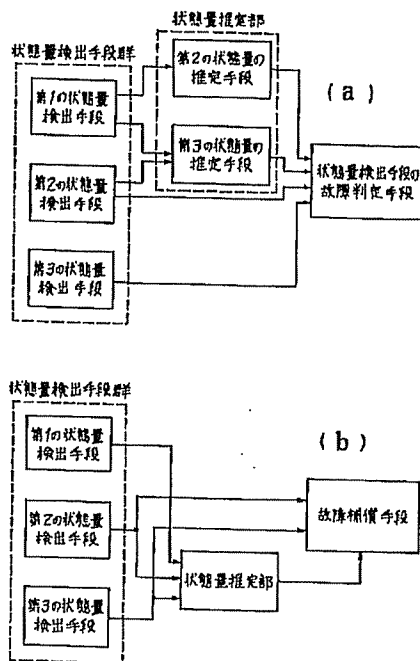 状態量推定部
状態量検出手段群
第1の状態量
検出手段
第2の状態量
検出手段
第3の状態量
検出手段
第2の状態量の
推定手段
第3の状態量の
推定手段
(a)
状態量検出手段の
故障判定手段
状態量検出手段群
第1の状態量
検出手段
第2の状態量
検出手段
第3の状態量
検出手段
状態量推定部
(b)
故障補償手段